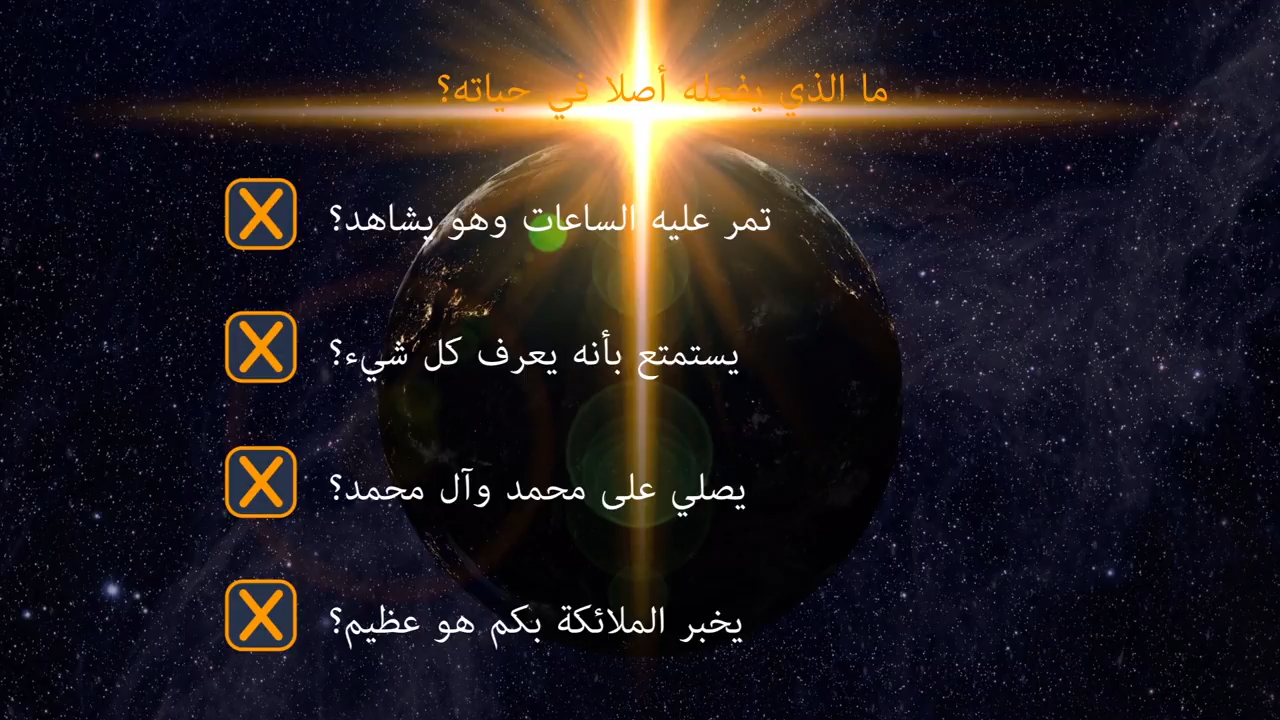 ما الذي يفعله أصلا في حياته؟
تمر عليه الساعات وهو يشاهد؟
يستمتع بأنه يعرف كل شيء؟
يصلي على محمد وآل محمد؟
يخبر الملائكة بكم هو عظيم؟